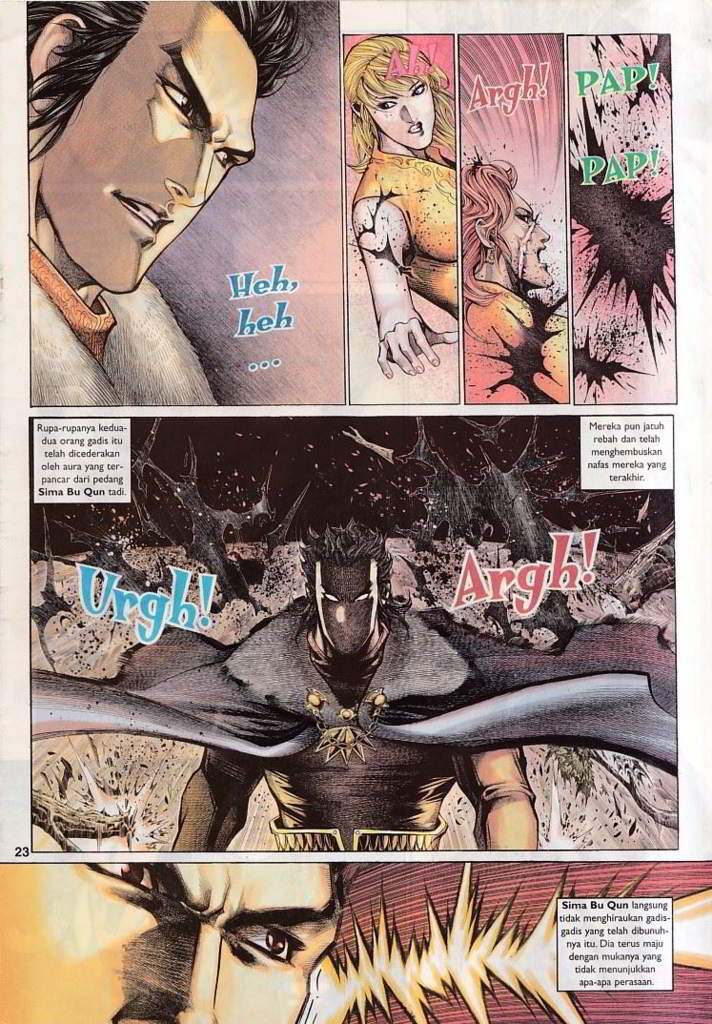 Heh,
heh
...
Ah!
Argh!
PAP!
PAP!
Rupa-rupanya kedua-
dua orang gadis itu
telah dicederakan
oleh aura yang ter-
pancar dari pedang
Sima Bu Qun tadi.
Mereka pun jatuh
rebah dan telah
menghembuskan
nafas mereka yang
terakhir.
Urgh!
Argh!
23
Sima Bu Qun langsung
tidak menghiraukan gadis-
gadis yang telah dibunuh-
nya itu. Dia terus maju
dengan mukanya yang
tidak menunjukkan
apa-apa perasaan.